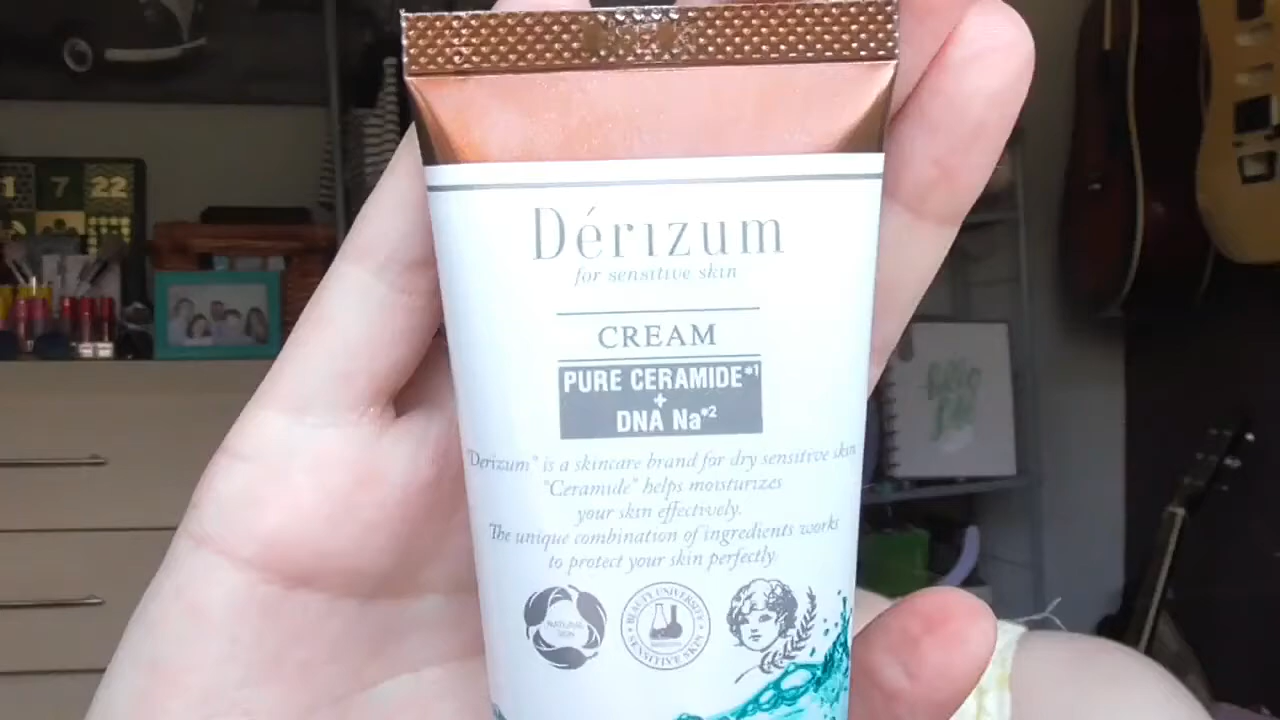 Dérizum
for sensitive skin
CREAM
PURE CERAMIDE*1
+
DNA Na*2
"Derizum" is a skincare brand for dry sensitive skin
"Ceramide" helps moisturizes
your skin effectively.
The unique combination of ingredients works
to protect your skin perfectly.
NATURAL
SKIN
BEAUTY UNIVERSITY
SENSITIVE SKIN
1
7
22